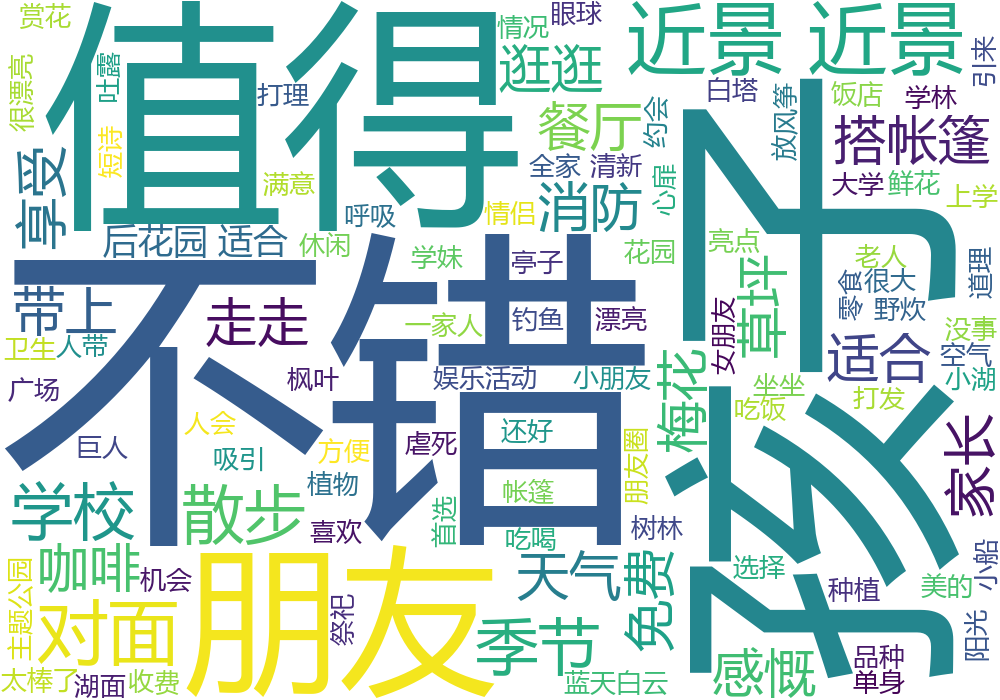 赏花
值得
情况
眼球
近景
近景
引来
很漂亮
吐露
打理
逛逛
白塔
放风筝
饭店
学林
短诗
餐厅
约会
搭帐篷
享受
满意
全家
清新
心扉
大学
鲜花
上学
呼吸
情侣
消防
孩子
后花园
适合
休闲
学妹
亭子
花园
亮点
草坪
老人
道理
不错
零食
很大
野炊
带上
走走
一家人
钓鱼
漂亮
女朋友
没事
卫生
人带
适合
空气
广场
枫叶
娱乐活动
小朋友
梅花
坐坐
小湖
吃饭
打发
巨人
人会
吸引
方便
虐死
还好
朋友圈
家长
植物
帐篷
学校
散步
喜欢
首选
吃喝
树林
咖啡
机会
朋友
天气
免费
选择
种植
美的
小船
主题公园
对面
祭祀
季节
感慨
品种
阳光
太棒了
湖面
收费
蓝天白云
单身